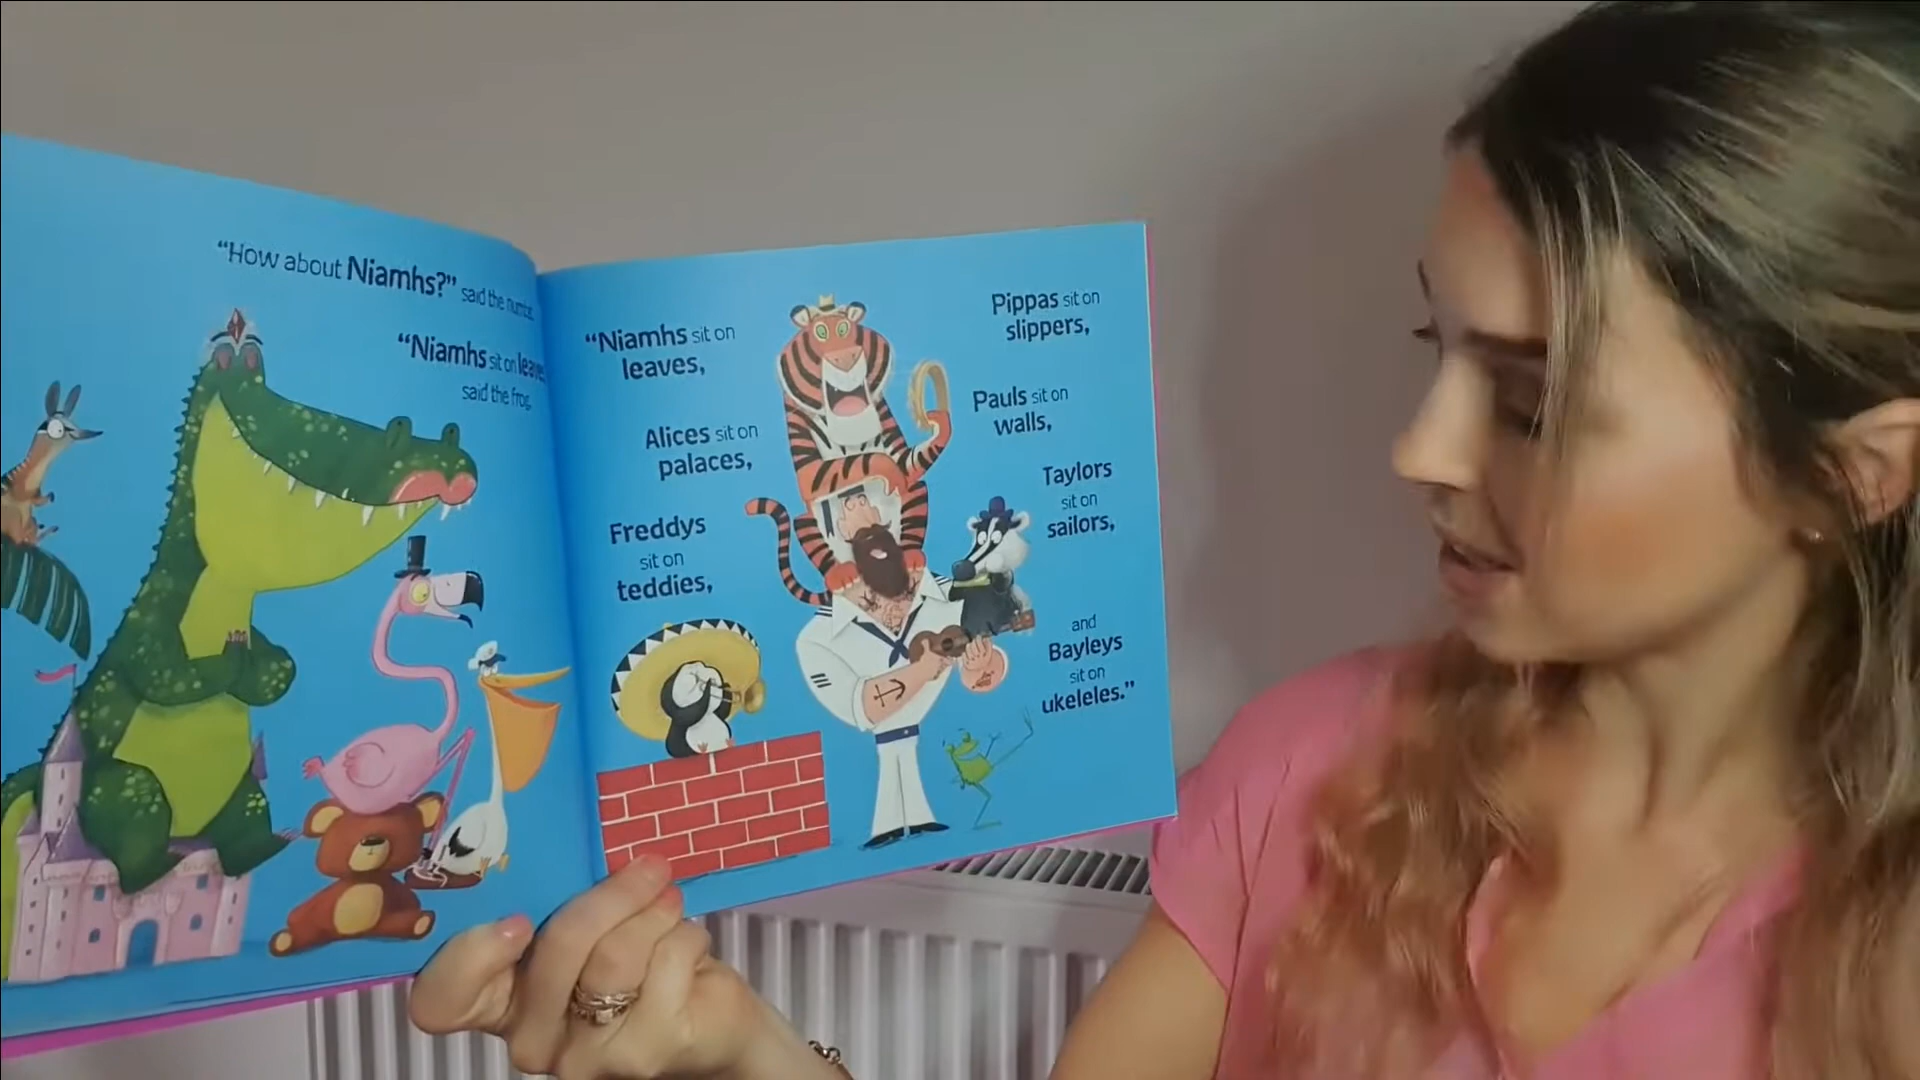 “How about Niamhs?” said the numbat.
“Niamhs sit on leaves
said the frog.
“Niamhs sit on
leaves,
Alices sit on
palaces,
Freddys
sit on
teddies,
Pippas sit on
slippers,
Pauls sit on
walls,
Taylors
sit on
sailors,
and
Bayleys
sit on
ukeleles.”